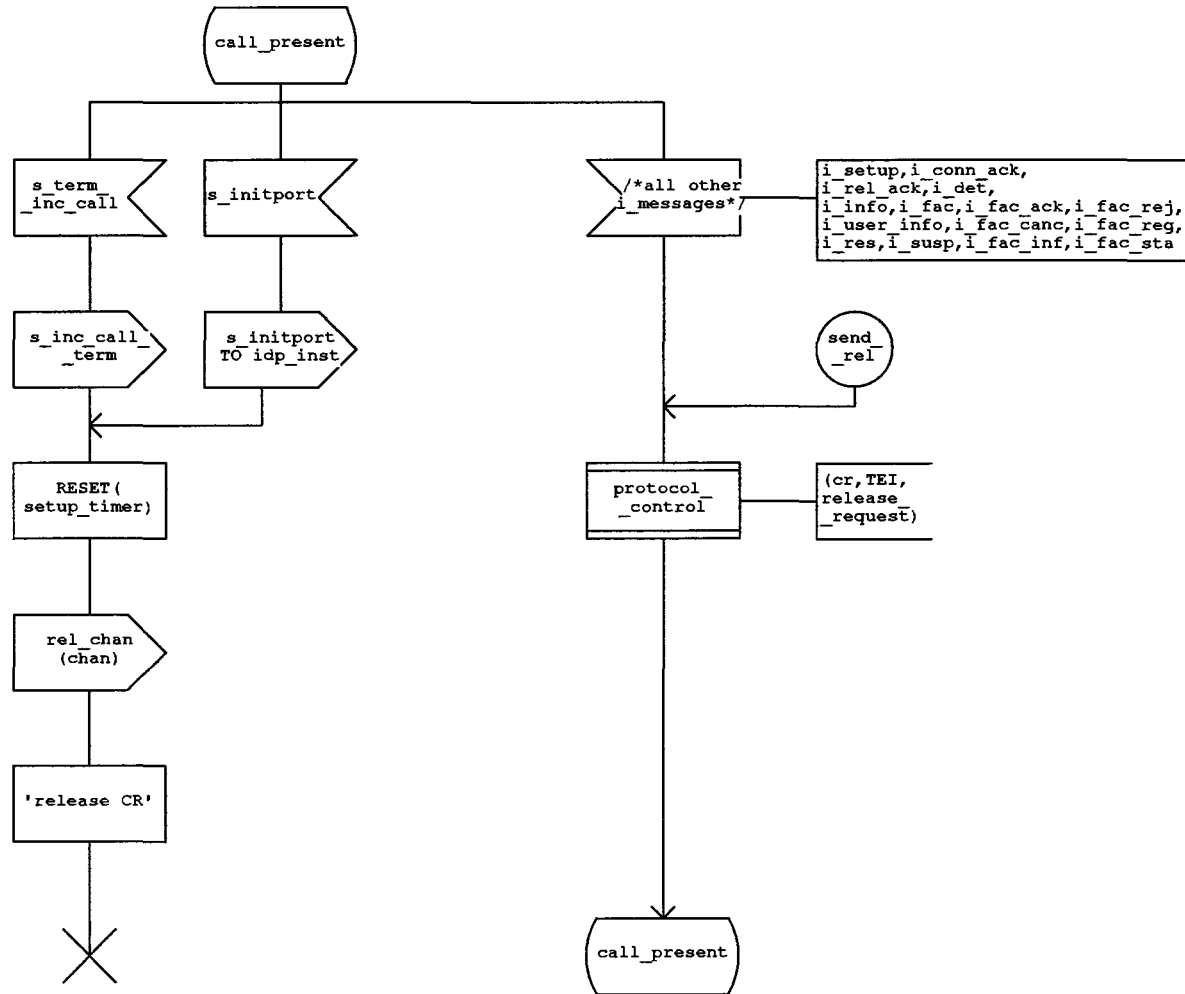 call_present
s_term_
_inc_call
s_initport
/*all other
i_messages*/
i_setup,i_conn_ack,
i_rel_ack,i_det,
i_info,i_fac,i_fac_ack,i_fac_rej,
i_user_info,i_fac_canc,i_fac_reg,
i_res,i_susp,i_fac_inf,i_fac_sta
s_inc_call_
_term
s_initport
TO idp_inst
send_
_rel
RESET(
setup_timer)
protocol_
_control
(cr,TEI,
release_
_request)
rel_chan
(chan)
'release CR'
call_present